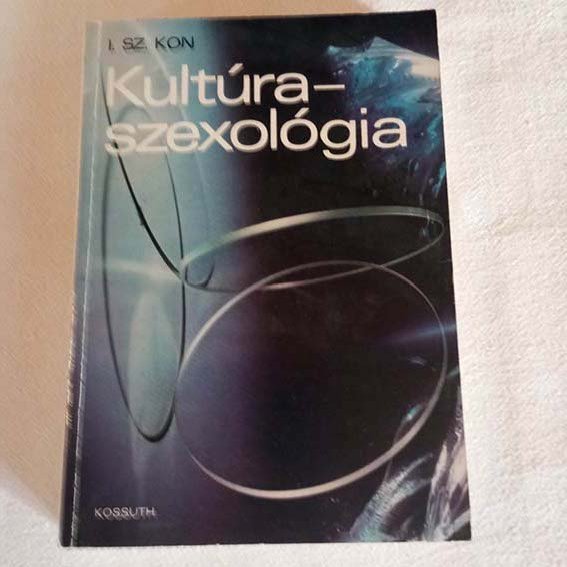 I. SZ. KON
Kultúra-
szexológia
KOSSUTH